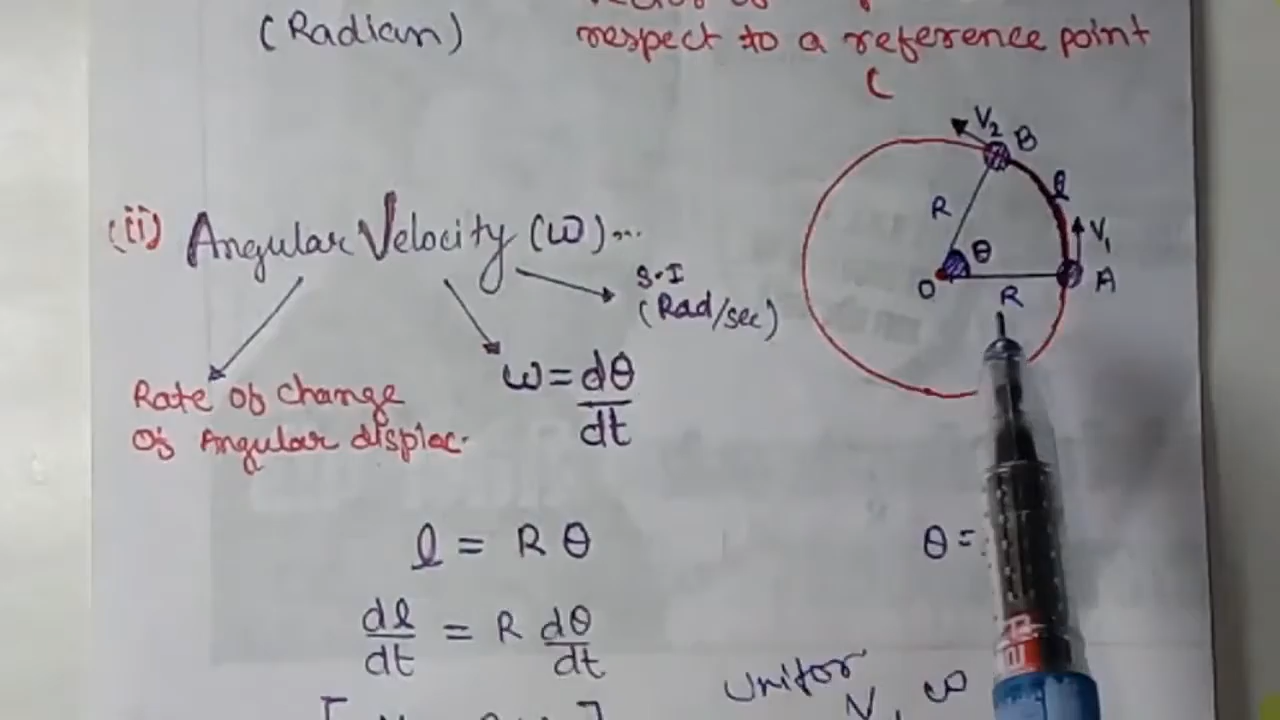 (Radian)
respect to a reference point
(
V₂ B
R
l
θ
V₁
O
A
R
(ii) Angular Velocity (ω)...
S.I
(Rad/sec)
Rate of change
Of Angular displac.
ω = dθ/dt
l = R θ
θ =
dl/dt = R dθ/dt
Unifor
V, ω